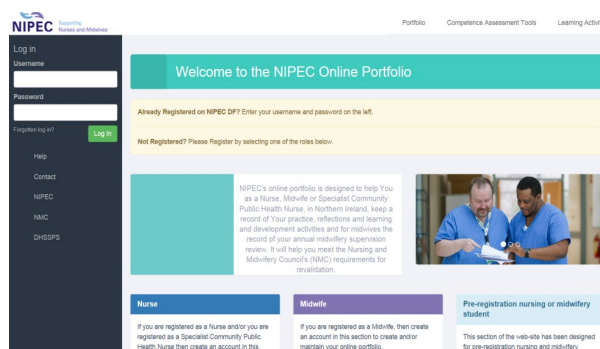 NIPEC
Supporting
Nurses and Midwives
Portfolio
Competence Assessment Tools
Learning Activi
Log in
Username
Password
Forgotten log in?
Log In
Help
Contact
NIPEC
NMC
DHSSPS
Welcome to the NIPEC Online Portfolio
Already Registered on NIPEC DF? Enter your username and password on the left.
Not Registered? Please Register by selecting one of the roles below.
NIPEC's online portfolio is designed to help You
as a Nurse, Midwife or Specialist Community
Public Health Nurse, in Northern Ireland, keep a
record of Your practice, reflections and learning
and development activities and for midwives the
record of your annual midwifery supervision
review. It will help you meet the Nursing and
Midwifery Council's (NMC) requirements for
revalidation.
Nurse
If you are registered as a Nurse and/or you are
registered as a Specialist Community Public
Health Nurse then create an account in this
Midwife
If you are registered as a Midwife, then create
an account in this section to create and/or
maintain your online portfolio.
Pre-registration nursing or midwifery
student
This section of the web-site has been designed
for pre-registration nursing and midwifery